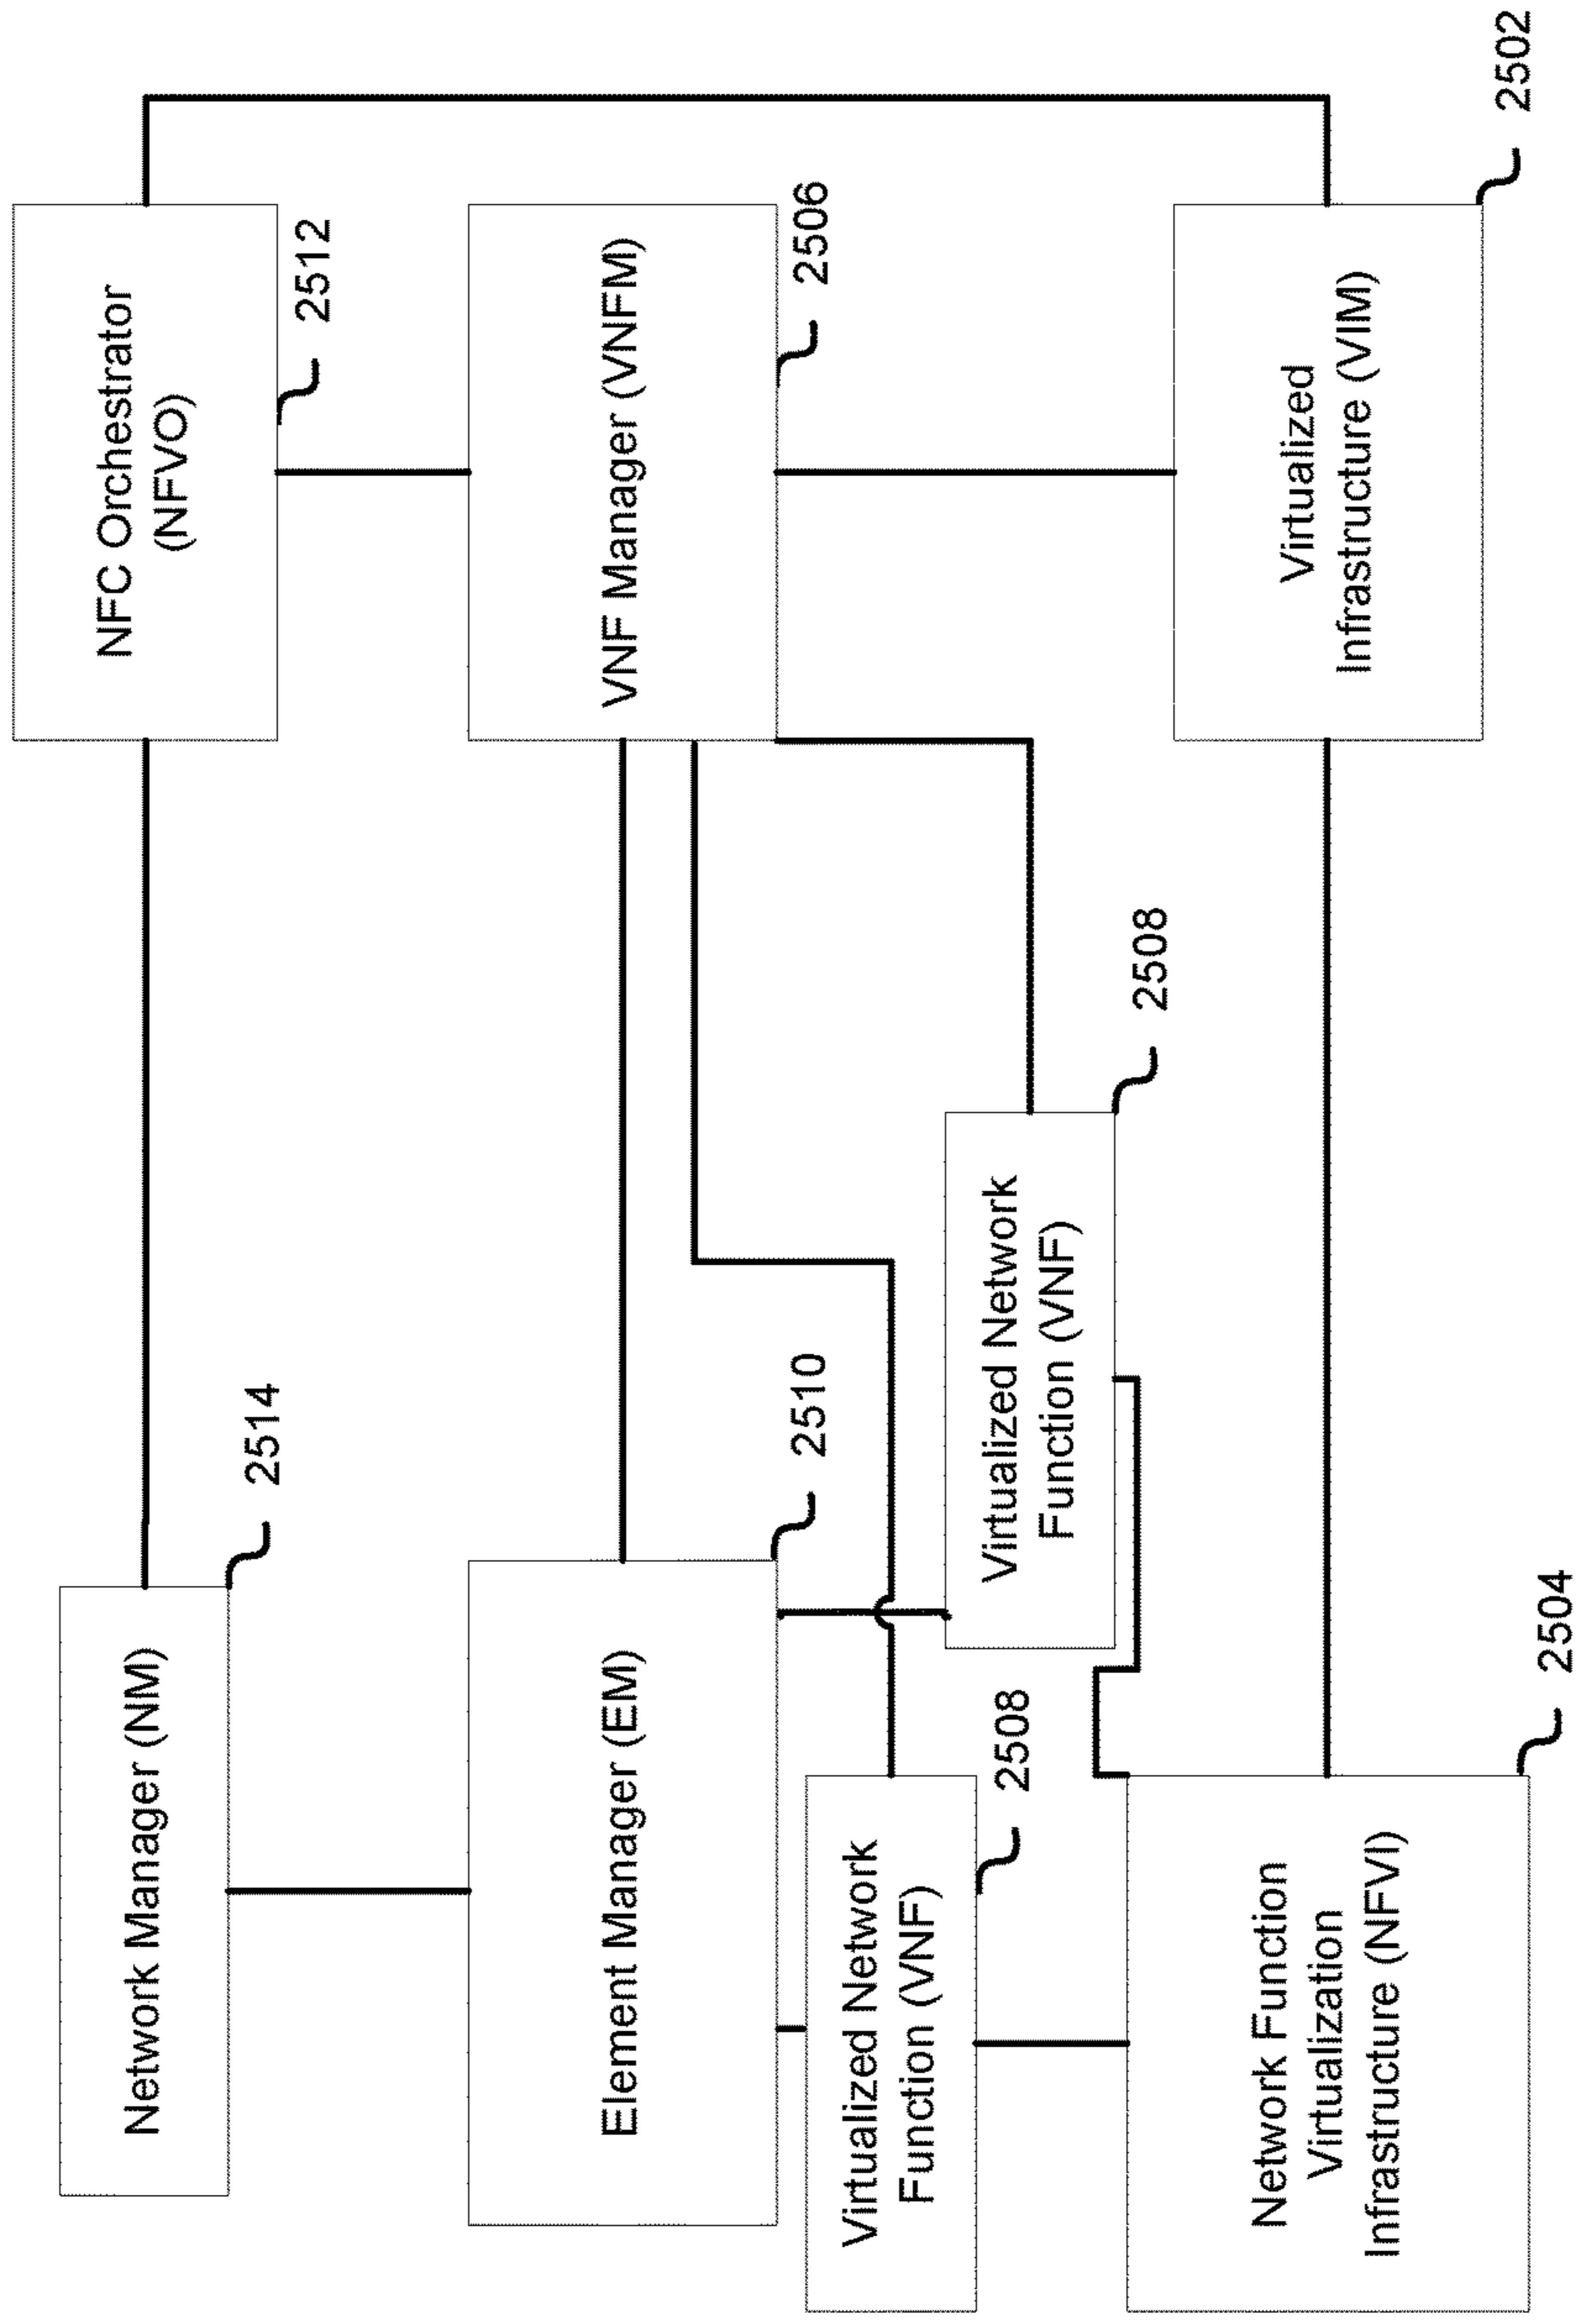 Network Manager (NM)
2514
NFC Orchestrator
(NFVO)
2512
Element Manager (EM)
2510
VNF Manager (VNFM)
2506
Virtualized Network
Function (VNF)
2508
Virtualized Network
Function (VNF)
2508
Network Function
Virtualization
Infrastructure (NFVI)
2504
Virtualized
Infrastructure (VIM)
2502